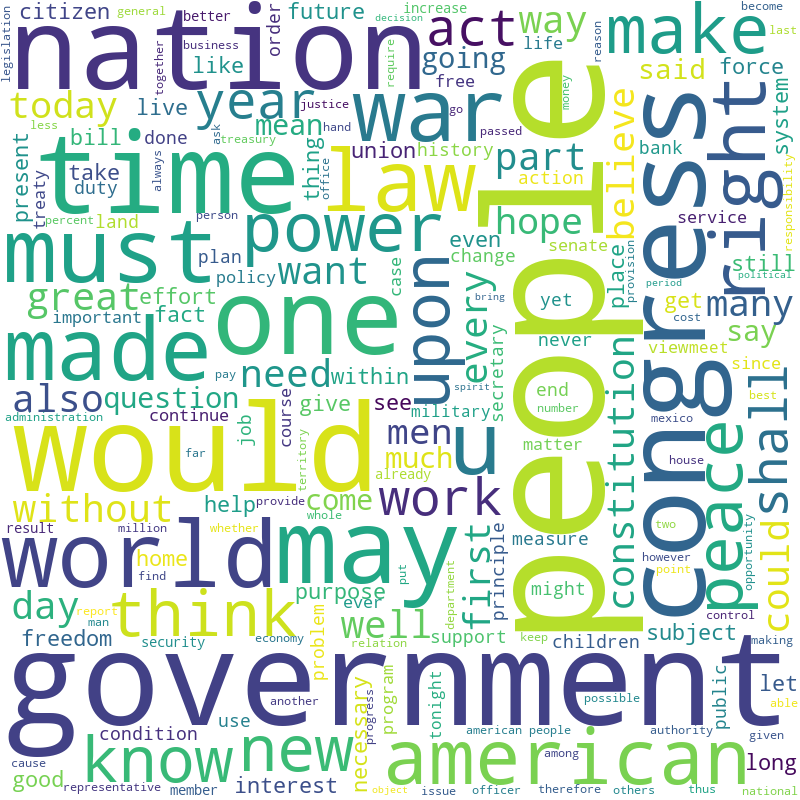 legislation
citizen
general
better
order
future
increase
decision
way
make
become
last
nation
together
business
like
act
going
life
reason
said
force
today
live
year
require
free
war
people
money
congress
right
system
less
bill
done
mean
justice
hand
go
passed
believe
bank
responsibility
present
time
always
ask
treasury
thing
office
union
history
part
action
service
take
duty
treaty
law
hope
senate
political
percent
land
person
power
even
change
place
provision
period
still
must
plan
policy
want
case
upon
every
bring
yet
get
many
cost
great
effort
important
fact
one
never
secretary
say
viewmeet
since
made
need
within
constitution
best
shall
pay
spirit
also
question
give
see
military
end
number
mexico
administration
continue
job
course
men
matter
house
would
far
territory
u
much
already
peace
without
help
provide
come
work
two
could
result
million
whether
whole
first
principle
measure
however
opportunity
world
home
find
may
put
might
point
day
report
think
purpose
ever
department
control
man
well
support
keep
subject
making
freedom
security
economy
problem
relation
children
government
another
possible
public
let
able
condition
use
necessary
progress
program
tonight
american people
authority
given
cause
know
new
american
among
long
good
representative
member
interest
object
issue
officer
therefore
others
thus
national